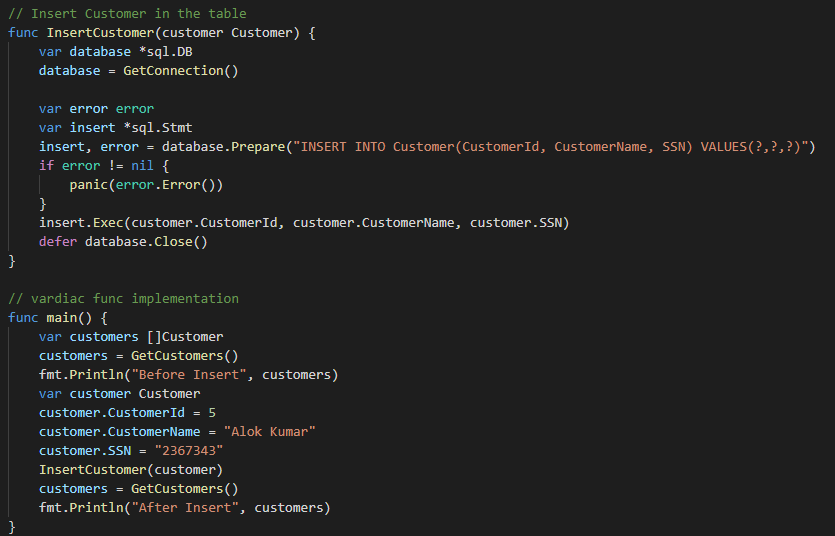 // Insert Customer in the table
func InsertCustomer(customer Customer) {
    var database *sql.DB
    database = GetConnection()

    var error error
    var insert *sql.Stmt
    insert, error = database.Prepare("INSERT INTO Customer(CustomerId, CustomerName, SSN) VALUES(?,?,?)")
    if error != nil {
        panic(error.Error())
    }
    insert.Exec(customer.CustomerId, customer.CustomerName, customer.SSN)
    defer database.Close()
}

// vardiac func implementation
func main() {
    var customers []Customer
    customers = GetCustomers()
    fmt.Println("Before Insert", customers)
    var customer Customer
    customer.CustomerId = 5
    customer.CustomerName = "Alok Kumar"
    customer.SSN = "2367343"
    InsertCustomer(customer)
    customers = GetCustomers()
    fmt.Println("After Insert", customers)
}